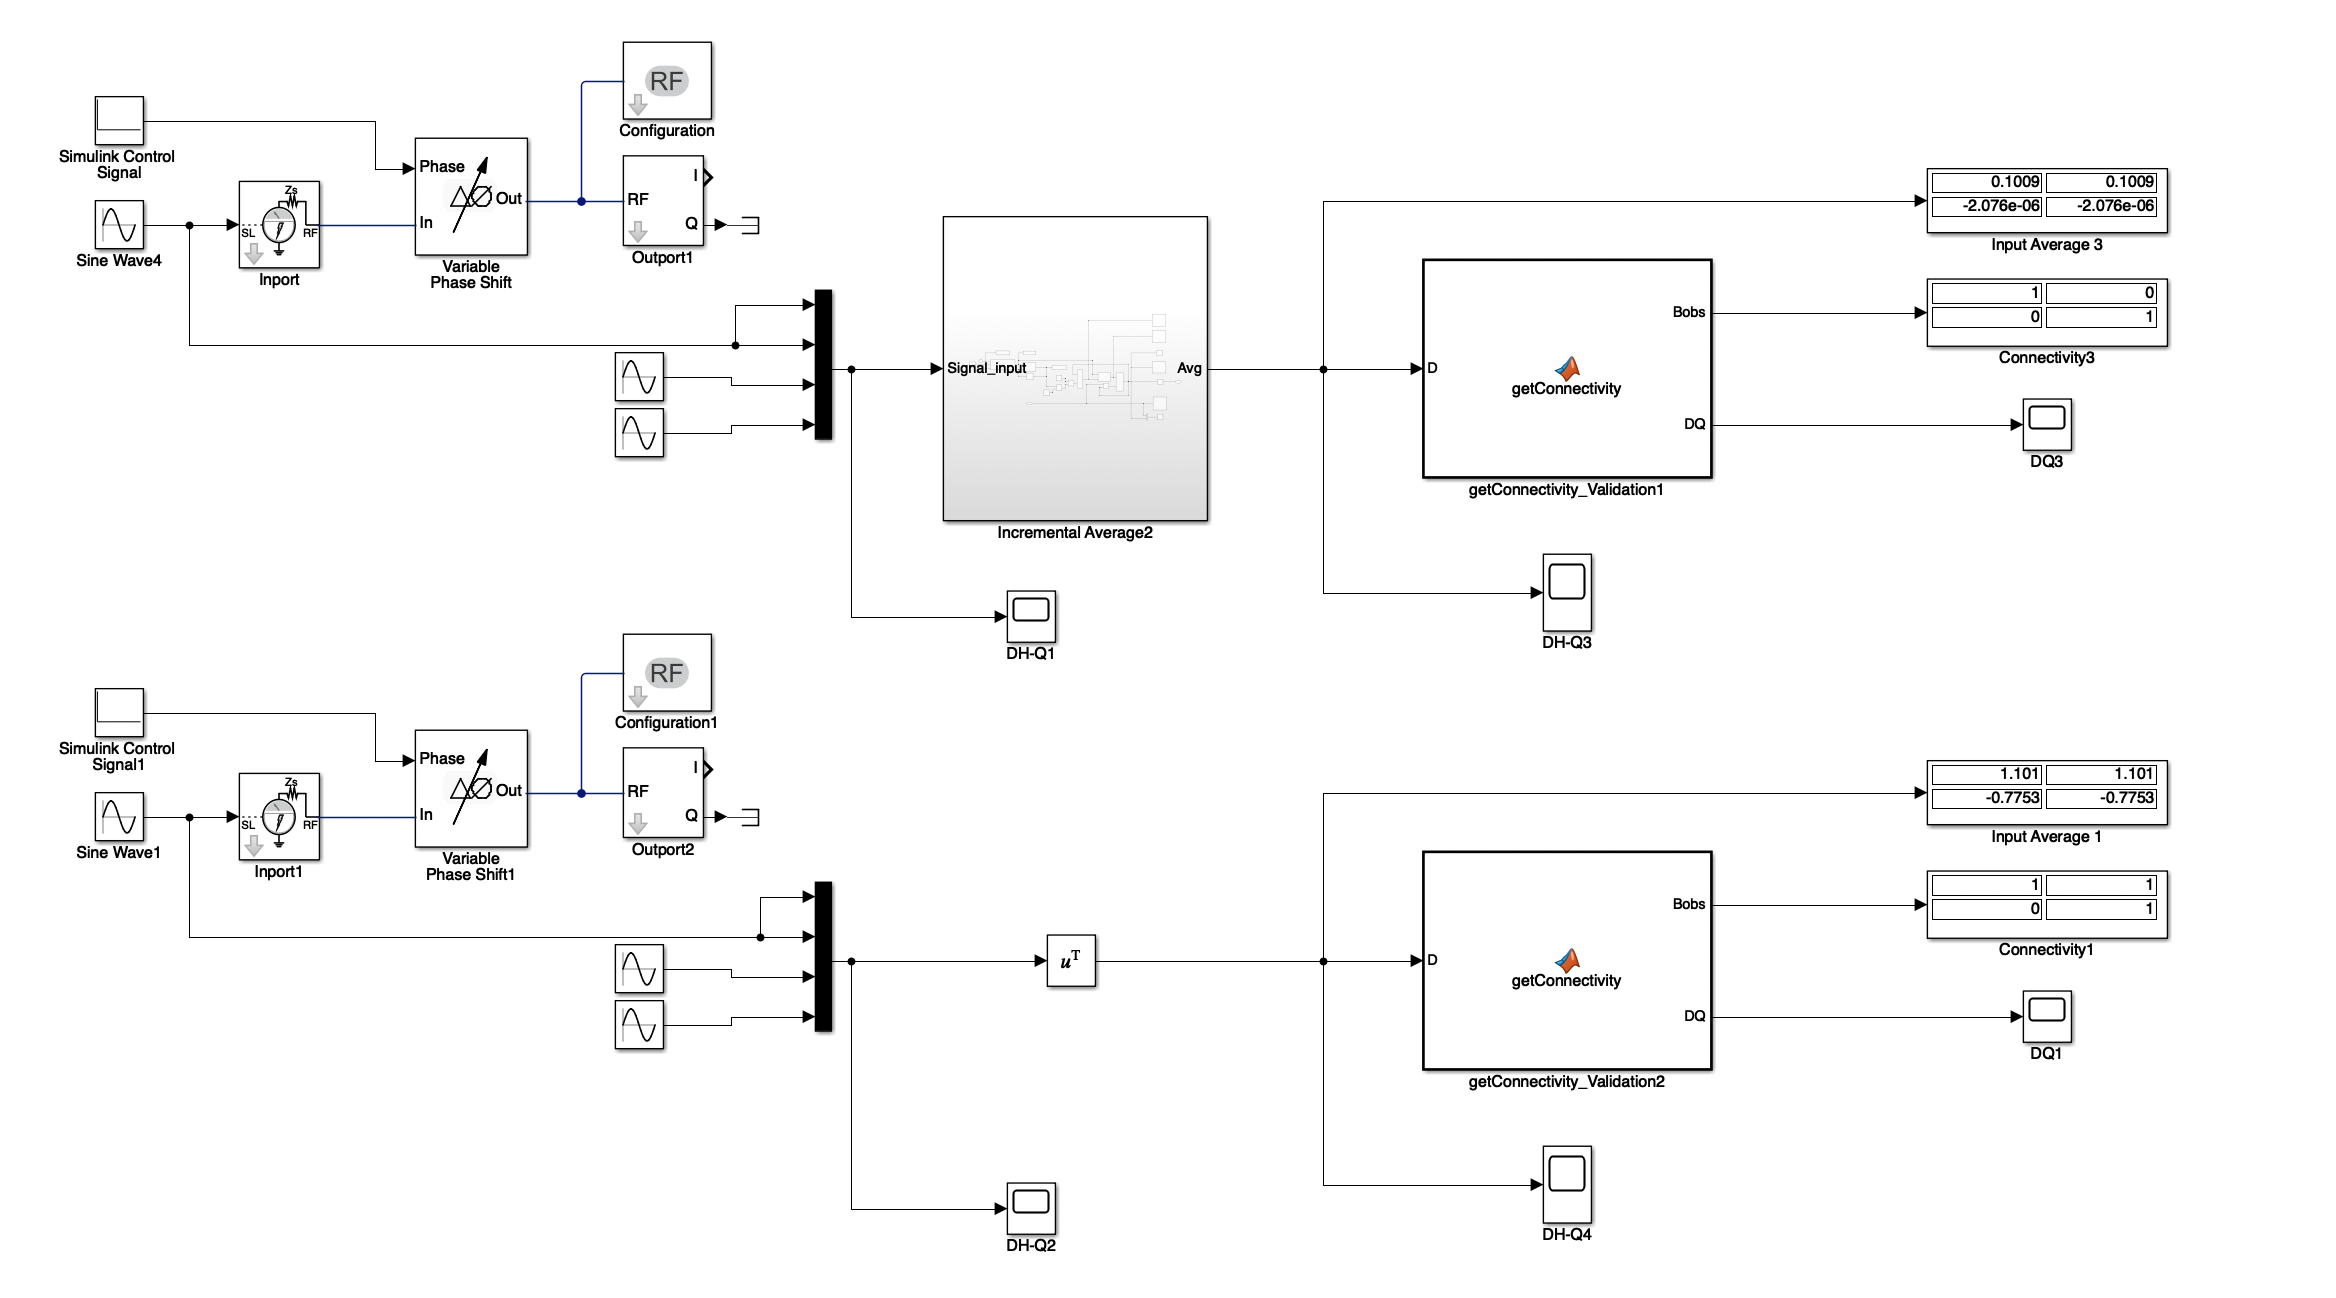 RF
Configuration
Simulink Control
Signal
Phase
Out
In
Variable
Phase Shift
Sine Wave4
Zs
SL
RF
Inport
RF
I
Q
Outport1
Signal_input
Avg
Incremental Average2
D
getConnectivity
Bobs
DQ
getConnectivity_Validation1
0.1009 0.1009
-2.076e-06 -2.076e-06
Input Average 3
1 0
0 1
Connectivity3
DQ3
DH-Q1
DH-Q3
RF
Configuration1
Simulink Control
Signal1
Phase
Out
In
Variable
Phase Shift1
Sine Wave1
Zs
SL
RF
Inport1
RF
I
Q
Outport2
uT
D
getConnectivity
Bobs
DQ
getConnectivity_Validation2
1.101 1.101
-0.7753 -0.7753
Input Average 1
1 1
0 1
Connectivity1
DQ1
DH-Q2
DH-Q4